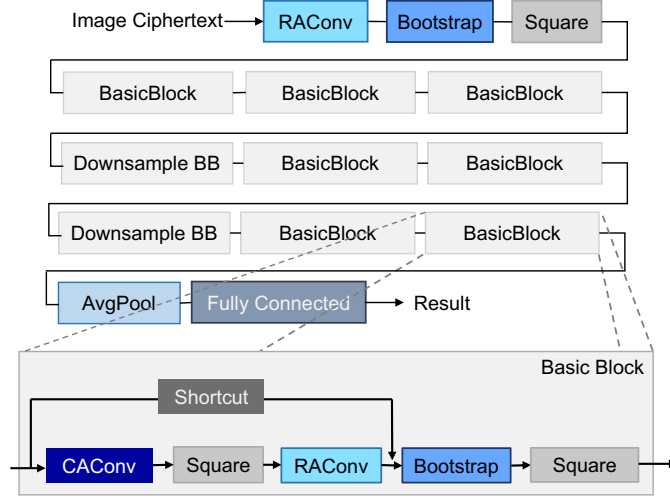 Image Ciphertext RAConv Bootstrap Square
BasicBlock BasicBlock BasicBlock
Downsample BB BasicBlock BasicBlock
Downsample BB BasicBlock BasicBlock
AvgPool Fully Connected Result
Basic Block
Shortcut
CAConv Square RAConv Bootstrap Square